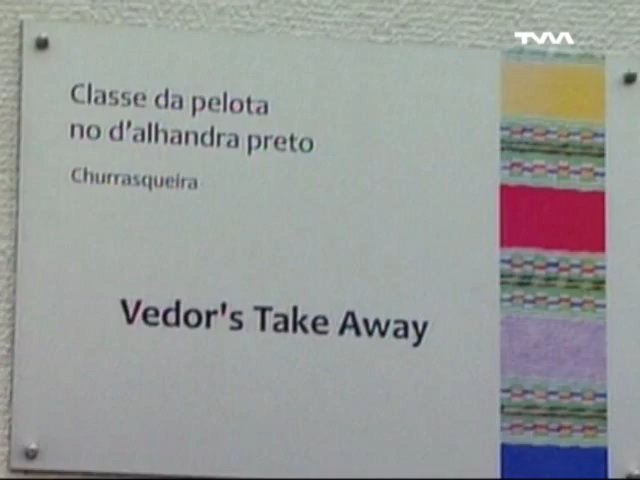 TVM
Classe da pelota
no d'alhandra preto
Churrasqueira
Vedor's Take Away